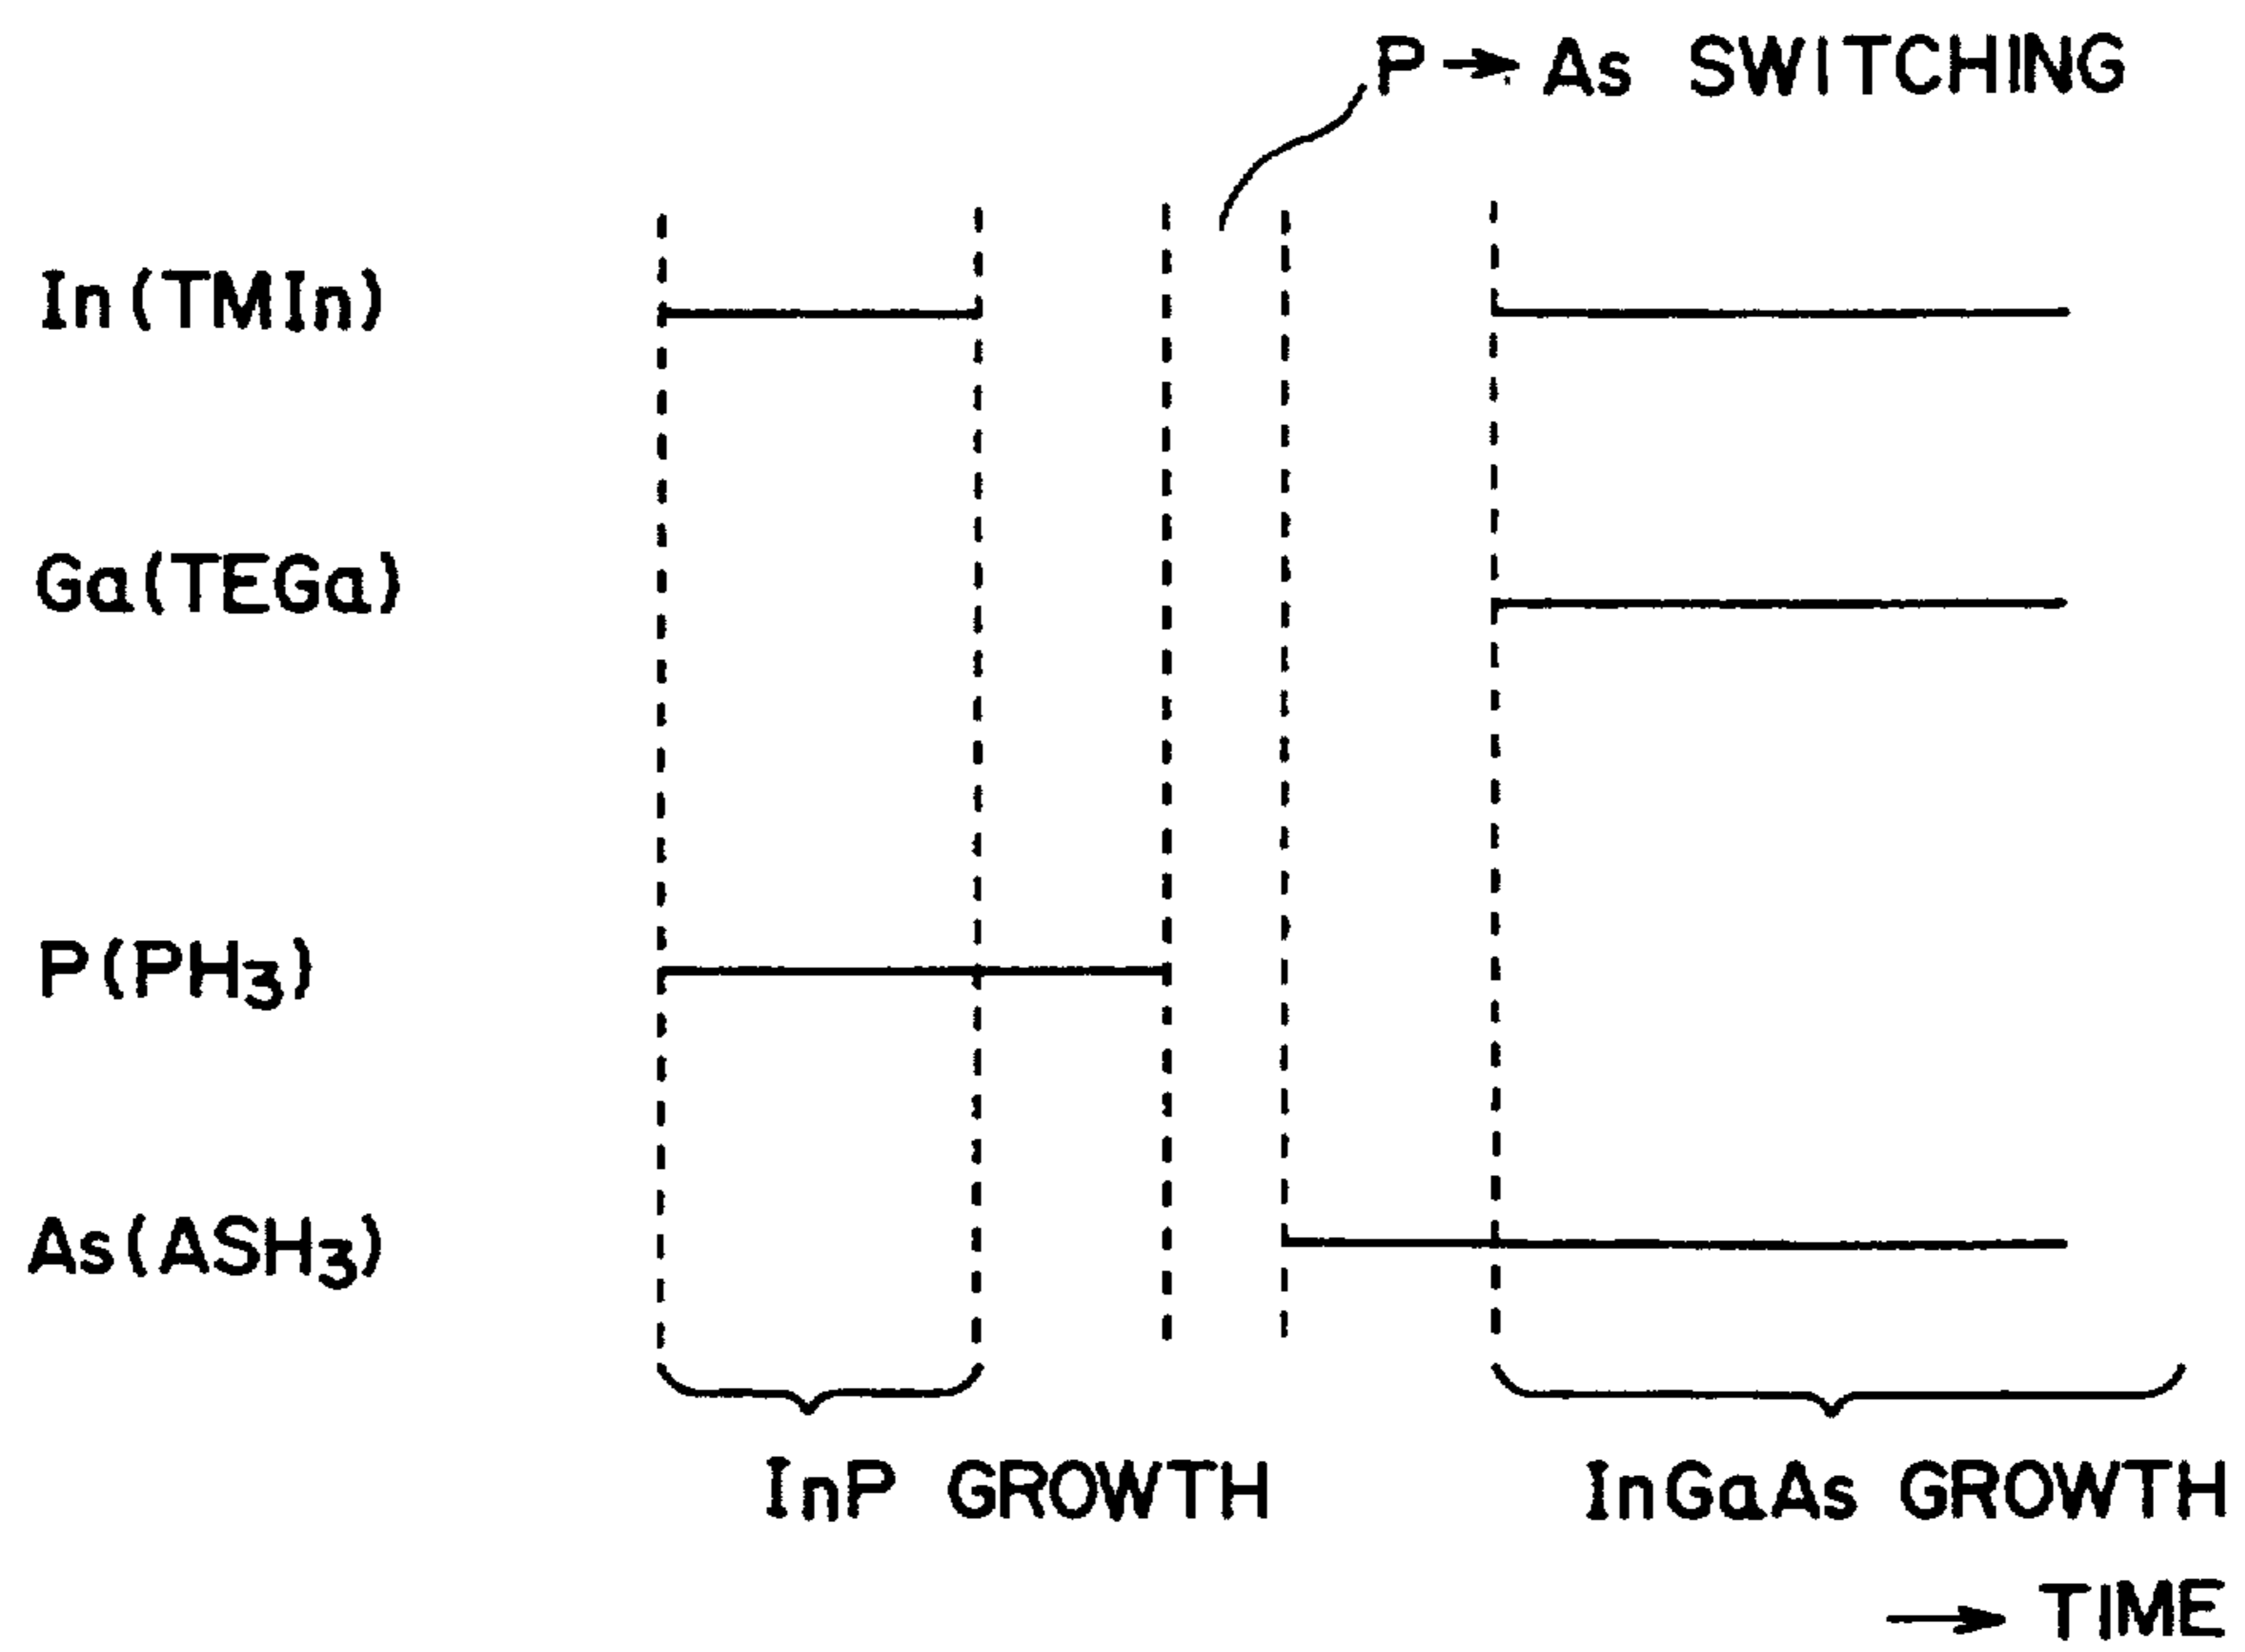 P → As SWITCHING
In(TMIn)
Ga(TEGa)
P(PH3)
As(ASH3)
InP GROWTH
InGaAs GROWTH
→ TIME